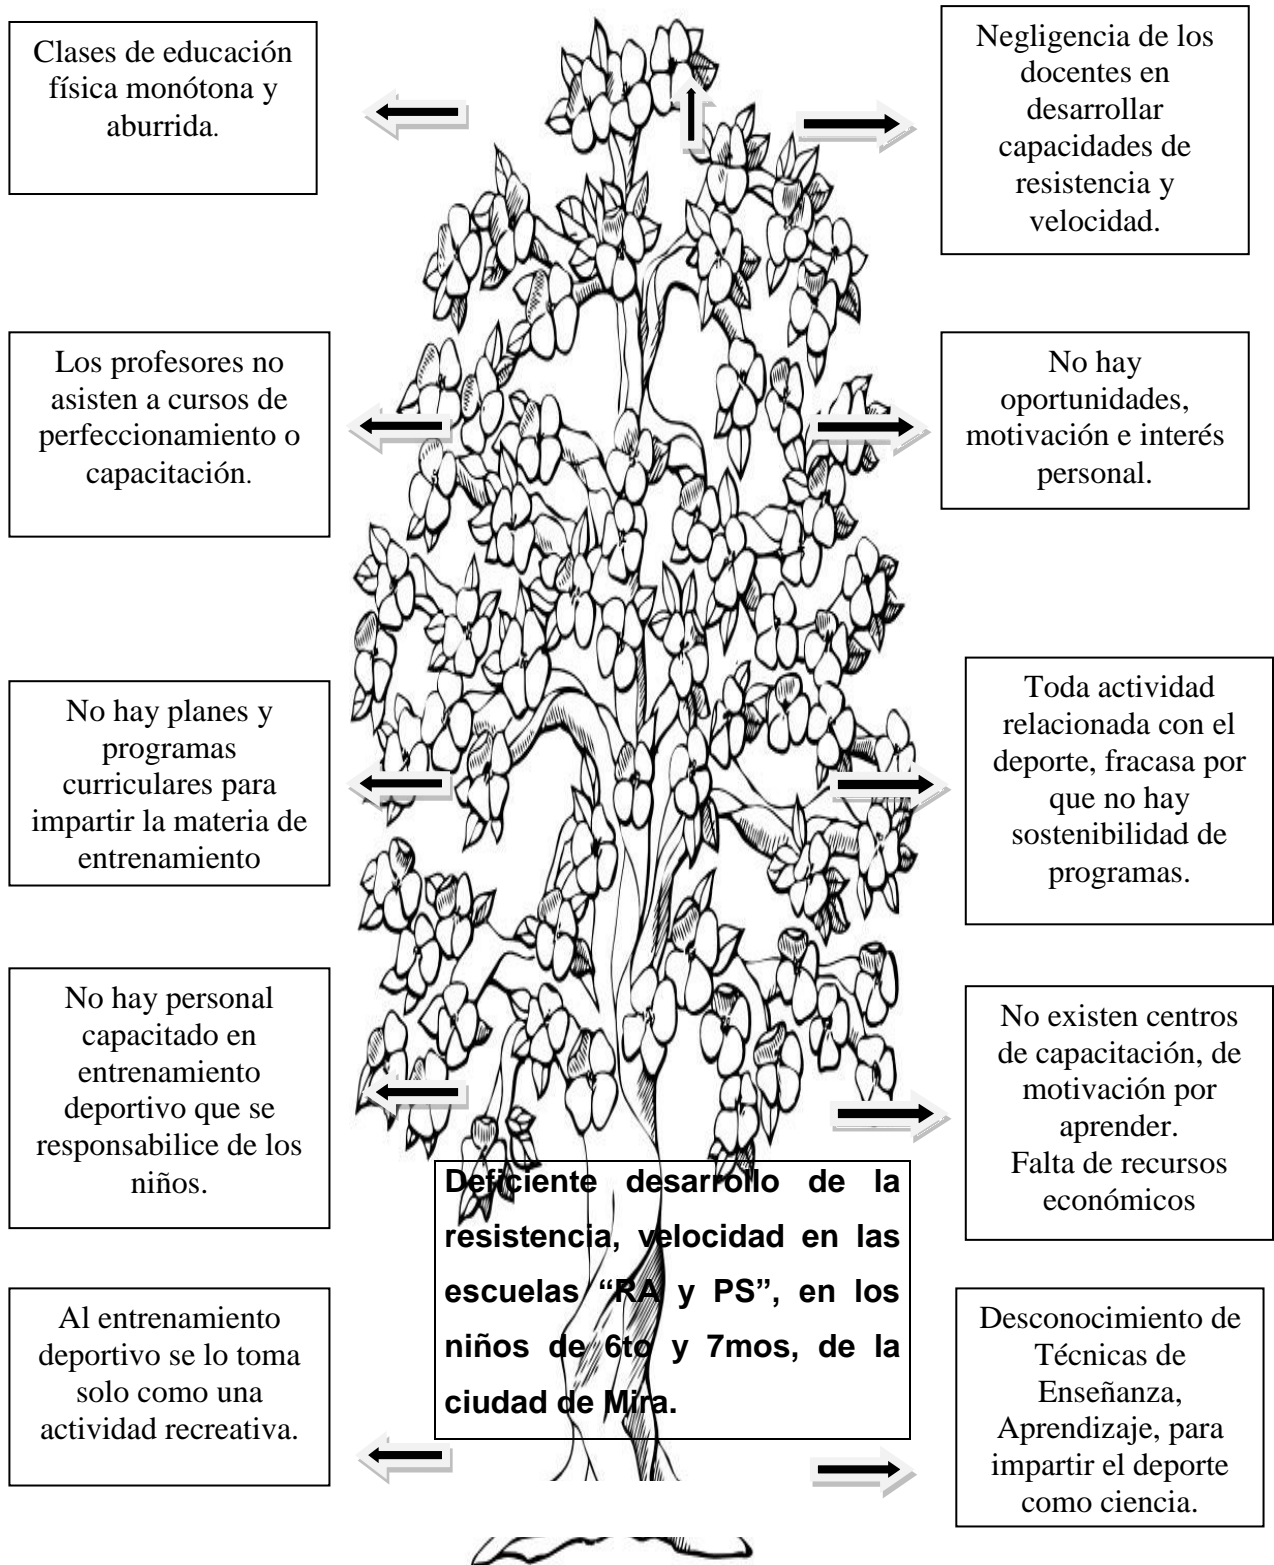 Clases de educación
física monótona y
aburrida.
Negligencia de los
docentes en
desarrollar
capacidades de
resistencia y
velocidad.
Los profesores no
asisten a cursos de
perfeccionamiento o
capacitación.
No hay
oportunidades,
motivación e interés
personal.
No hay planes y
programas
curriculares para
impartir la materia de
entrenamiento
Toda actividad
relacionada con el
deporte, fracasa por
que no hay
sostenibilidad de
programas.
No hay personal
capacitado en
entrenamiento
deportivo que se
responsabilice de los
niños.
No existen centros
de capacitación, de
motivación por
aprender.
Falta de recursos
económicos
Deficiente desarrollo de la
resistencia, velocidad en las
escuelas “RA y PS”, en los
niños de 6to y 7mos, de la
ciudad de Mira.
Al entrenamiento
deportivo se lo toma
solo como una
actividad recreativa.
Desconocimiento de
Técnicas de
Enseñanza,
Aprendizaje, para
impartir el deporte
como ciencia.